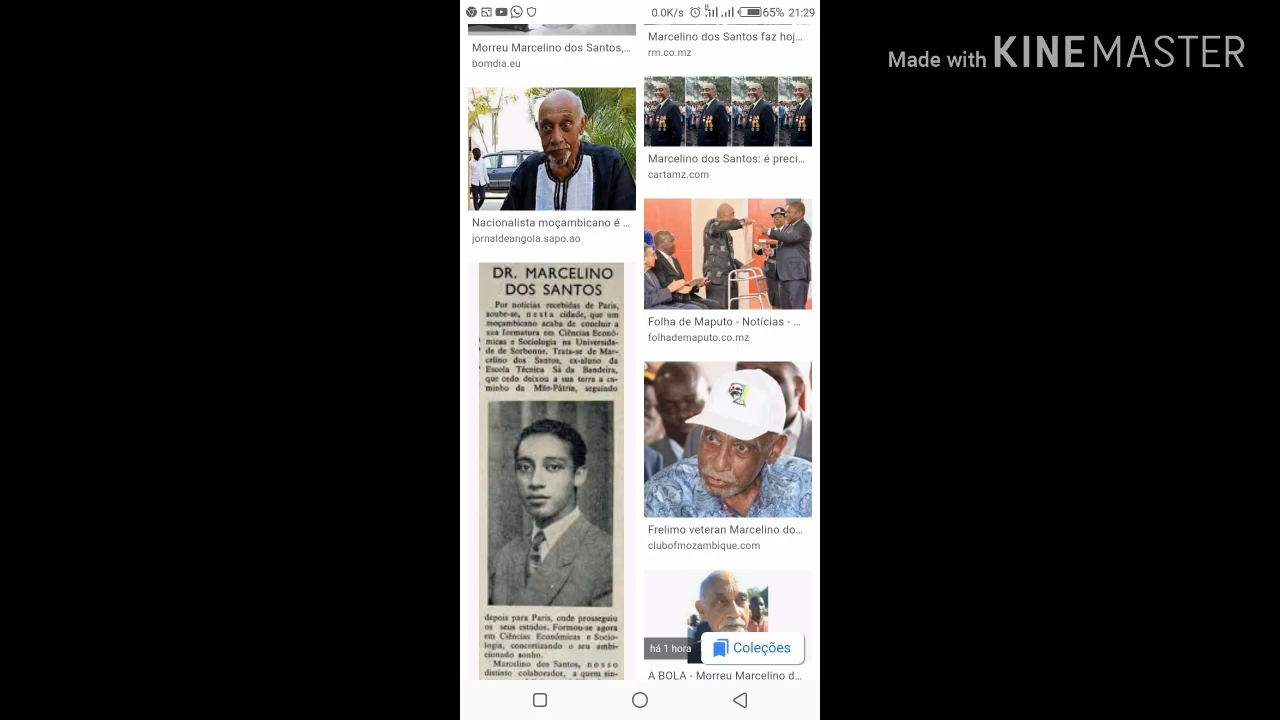 0.0K/s 65% 21:29
Made with KINEMASTER
Morreu Marcelino dos Santos,...
bomdia.eu
Nacionalista moçambicano é ...
jornaldeangola.sapo.ao
DR. MARCELINO
DOS SANTOS
Por notícias recebidas de Paris,
soube-se, nesta cidade, que um
moçambicano acaba de concluir a
sua formatura em Ciências Econó-
micas e Sociologia na Universida-
de de Sorbonne. Trata-se de Mar-
celino dos Santos, ex-aluno da
Escola Técnica Sá da Bandeira,
que cedo deixou a sua terra a ca-
minho da Mãe-Pátria, seguindo
depois para Paris, onde prosseguiu
os seus estudos. Formou-se agora
em Ciências Económicas e Socio-
logia, concretizando o seu ambi-
cionado sonho.
Marcelino dos Santos, nosso
distinto colaborador, a quem sin-
Marcelino dos Santos faz hoj...
rm.co.mz
Marcelino dos Santos: é preci...
cartamz.com
Folha de Maputo - Notícias - ...
folhademaputo.co.mz
Frelimo veteran Marcelino do...
clubofmozambique.com
há 1 hora
Coleções
A BOLA - Morreu Marcelino d...